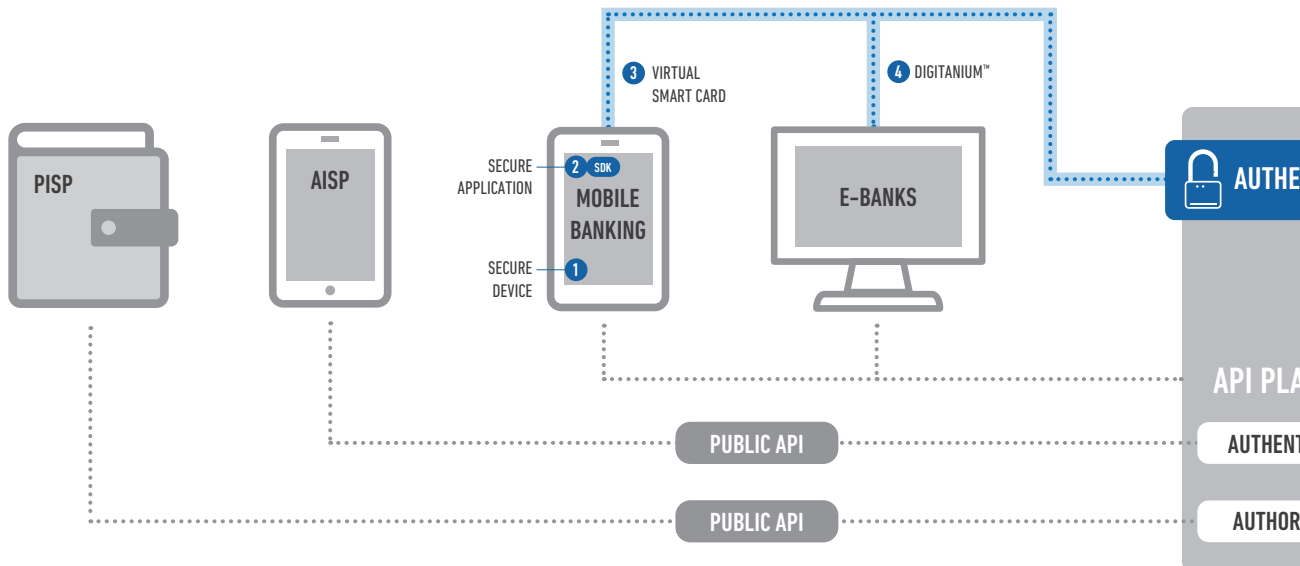 3 VIRTUAL
SMART CARD
4 DIGITANIUM™
PISP
AISP
SECURE
APPLICATION
2 SDK
MOBILE
BANKING
SECURE
DEVICE
1
E-BANKS
AUTHE
API PLA
PUBLIC API
AUTHENT
PUBLIC API
AUTHOR